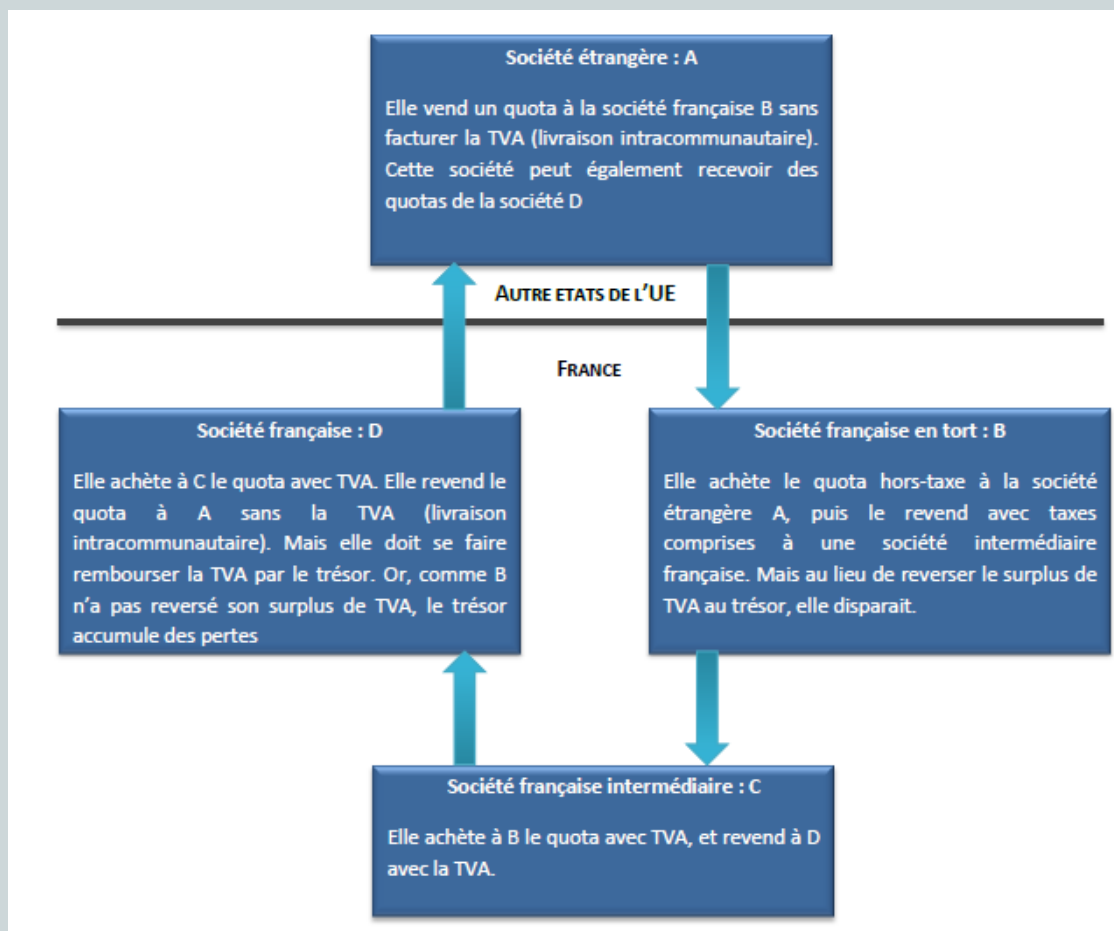 Société étrangère : A
Elle vend un quota à la société française B sans
facturer la TVA (livraison intracommunautaire).
Cette société peut également recevoir des
quotas de la société D
AUTRE ETATS DE L'UE
FRANCE
Société française : D
Elle achète à C le quota avec TVA. Elle revend le
quota à A sans la TVA (livraison
intracommunautaire). Mais elle doit se faire
rembourser la TVA par le trésor. Or, comme B
n'a pas reversé son surplus de TVA, le trésor
accumule des pertes
Société française en tort : B
Elle achète le quota hors-taxe à la société
étrangère A, puis le revend avec taxes
comprises à une société intermédiaire
française. Mais au lieu de reverser le surplus de
TVA au trésor, elle disparait.
Société française intermédiaire : C
Elle achète à B le quota avec TVA, et revend à D
avec la TVA.